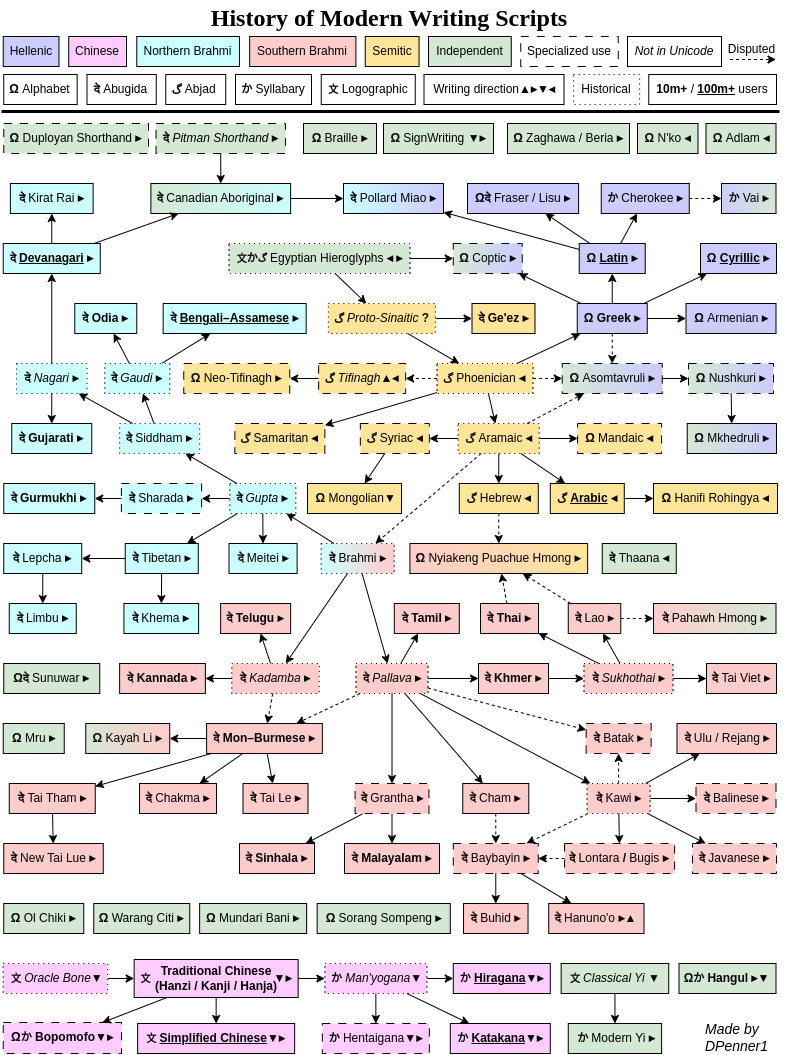 History of Modern Writing Scripts
Hellenic Chinese Northern Brahmi Southern Brahmi Semitic Independent Specialized use Not in Unicode Disputed
Ω Alphabet दे Abugida گ Abjad か Syllabary 文 Logographic Writing direction▲►▼◄ Historical 10m+ / 100m+ users
Ω Duployan Shorthand ► दे Pitman Shorthand ► Ω Braille ► Ω SignWriting ▼► Ω Zaghawa / Beria ► Ω N'ko ◄ Ω Adlam ◄
दे Kirat Rai ► दे Canadian Aboriginal ► दे Pollard Miao ► Ωदे Fraser / Lisu ► か Cherokee ► か Vai ►
दे Devanagari ► 文かگ Egyptian Hieroglyphs ◄► Ω Coptic ► Ω Latin ► Ω Cyrillic ►
दे Odia ► दे Bengali–Assamese ► گ Proto-Sinaitic ? दे Ge'ez ► Ω Greek ► Ω Armenian ►
दे Nagari ► दे Gaudi ► Ω Neo-Tifinagh ► گ Tifinagh▲◄ گ Phoenician ◄ Ω Asomtavruli ► Ω Nushkuri ►
दे Gujarati ► दे Siddham ► گ Samaritan ◄ گ Syriac ◄ گ Aramaic ◄ Ω Mandaic ◄ Ω Mkhedruli ►
दे Gurmukhi ► दे Sharada ► दे Gupta ► Ω Mongolian▼ گ Hebrew ◄ گ Arabic ◄ Ω Hanifi Rohingya ◄
दे Lepcha ► दे Tibetan ► दे Meitei ► दे Brahmi ► Ω Nyiakeng Puachue Hmong ► दे Thaana ◄
दे Limbu ► दे Khema ► दे Telugu ► दे Tamil ► दे Thai ► दे Lao ► दे Pahawh Hmong ►
Ωदे Sunuwar ► दे Kannada ► दे Kadamba ► दे Pallava ► दे Khmer ► दे Sukhothai ► दे Tai Viet ►
Ω Mru ► दे Kayah Li ► दे Mon–Burmese ► दे Batak ► दे Ulu / Rejang ►
दे Tai Tham ► दे Chakma ► दे Tai Le ► दे Grantha ► दे Cham ► दे Kawi ► दे Balinese ►
दे New Tai Lue ► दे Sinhala ► दे Malayalam ► दे Baybayin ► दे Lontara / Bugis ► दे Javanese ►
Ω Ol Chiki ► Ω Warang Citi ► Ω Mundari Bani ► Ω Sorang Sompeng ► दे Buhid ► दे Hanuno'o ►▲
文 Oracle Bone▼ 文 Traditional Chinese ▼► か Man'yogana▼ か Hiragana▼► 文 Classical Yi ▼ Ωか Hangul ►▼
(Hanzi / Kanji / Hanja)
Ωか Bopomofo▼► 文 Simplified Chinese▼► か Hentaigana▼► か Katakana▼► か Modern Yi ► Made by
DPenner1